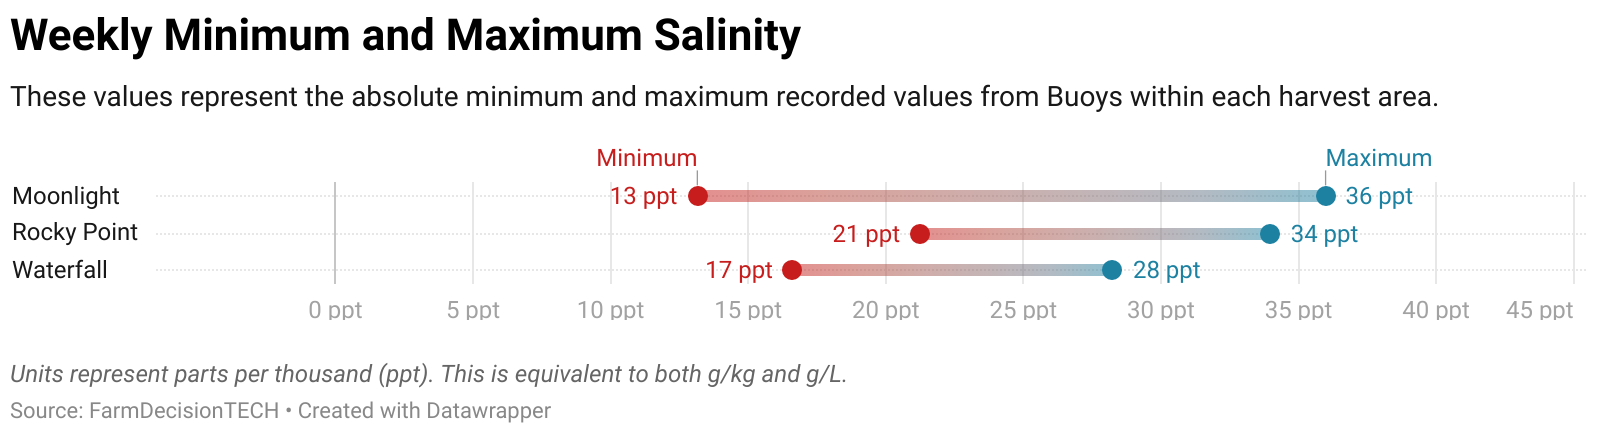 Weekly Minimum and Maximum Salinity
These values represent the absolute minimum and maximum recorded values from Buoys within each harvest area.
Minimum Maximum
Moonlight 13 ppt 36 ppt
Rocky Point 21 ppt 34 ppt
Waterfall 17 ppt 28 ppt
0 ppt 5 ppt 10 ppt 15 ppt 20 ppt 25 ppt 30 ppt 35 ppt 40 ppt 45 ppt
Units represent parts per thousand (ppt). This is equivalent to both g/kg and g/L.
Source: FarmDecisionTECH • Created with Datawrapper